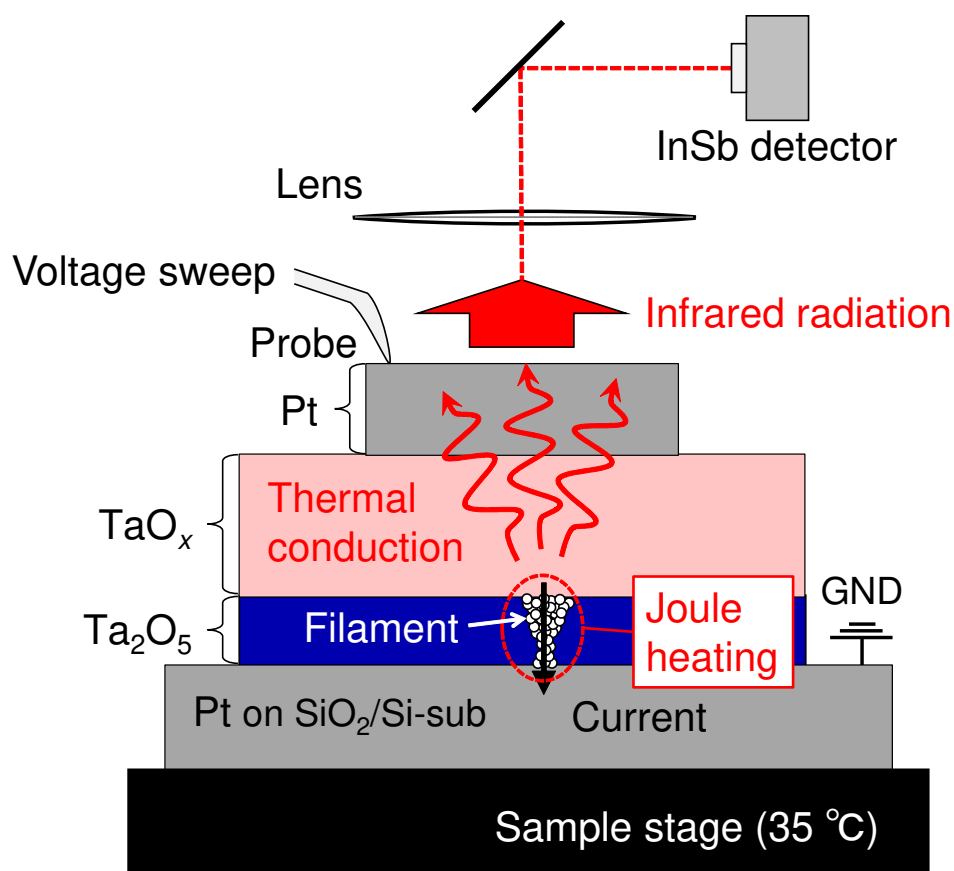 InSb detector
Lens
Voltage sweep
Infrared radiation
Probe
Pt
Thermal
conduction
TaOₓ
GND
Joule
heating
Filament
Ta₂O₅
Pt on SiO₂/Si-sub
Current
Sample stage (35 ℃)